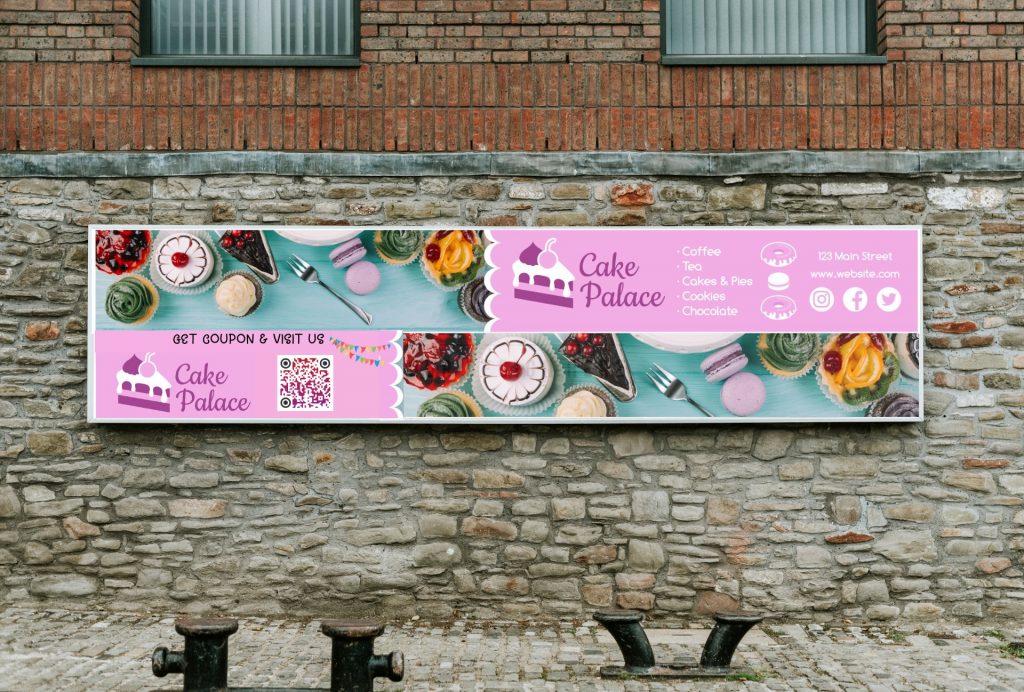 Cake
Palace
· Coffee
· Tea
· Cakes & Pies
· Cookies
· Chocolate
123 Main Street
www.website.com
GET COUPON & VISIT US
Cake
Palace